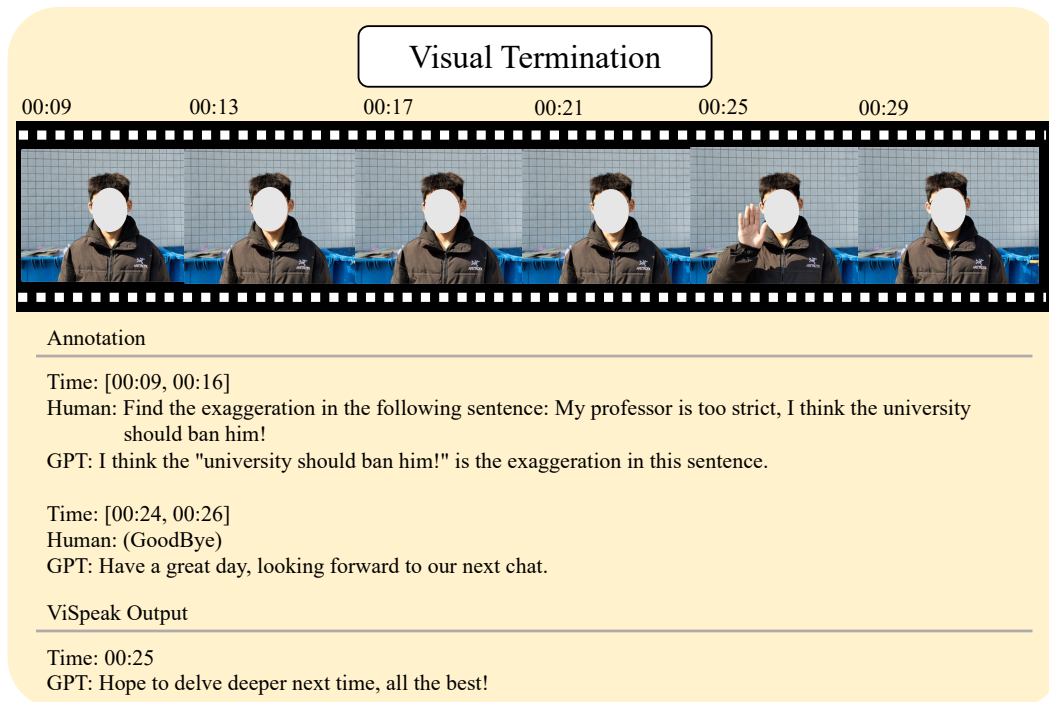 Visual Termination
00:09 00:13 00:17 00:21 00:25 00:29
Annotation
Time: [00:09, 00:16]
Human: Find the exaggeration in the following sentence: My professor is too strict, I think the university
should ban him!
GPT: I think the "university should ban him!" is the exaggeration in this sentence.
Time: [00:24, 00:26]
Human: (GoodBye)
GPT: Have a great day, looking forward to our next chat.
ViSpeak Output
Time: 00:25
GPT: Hope to delve deeper next time, all the best!